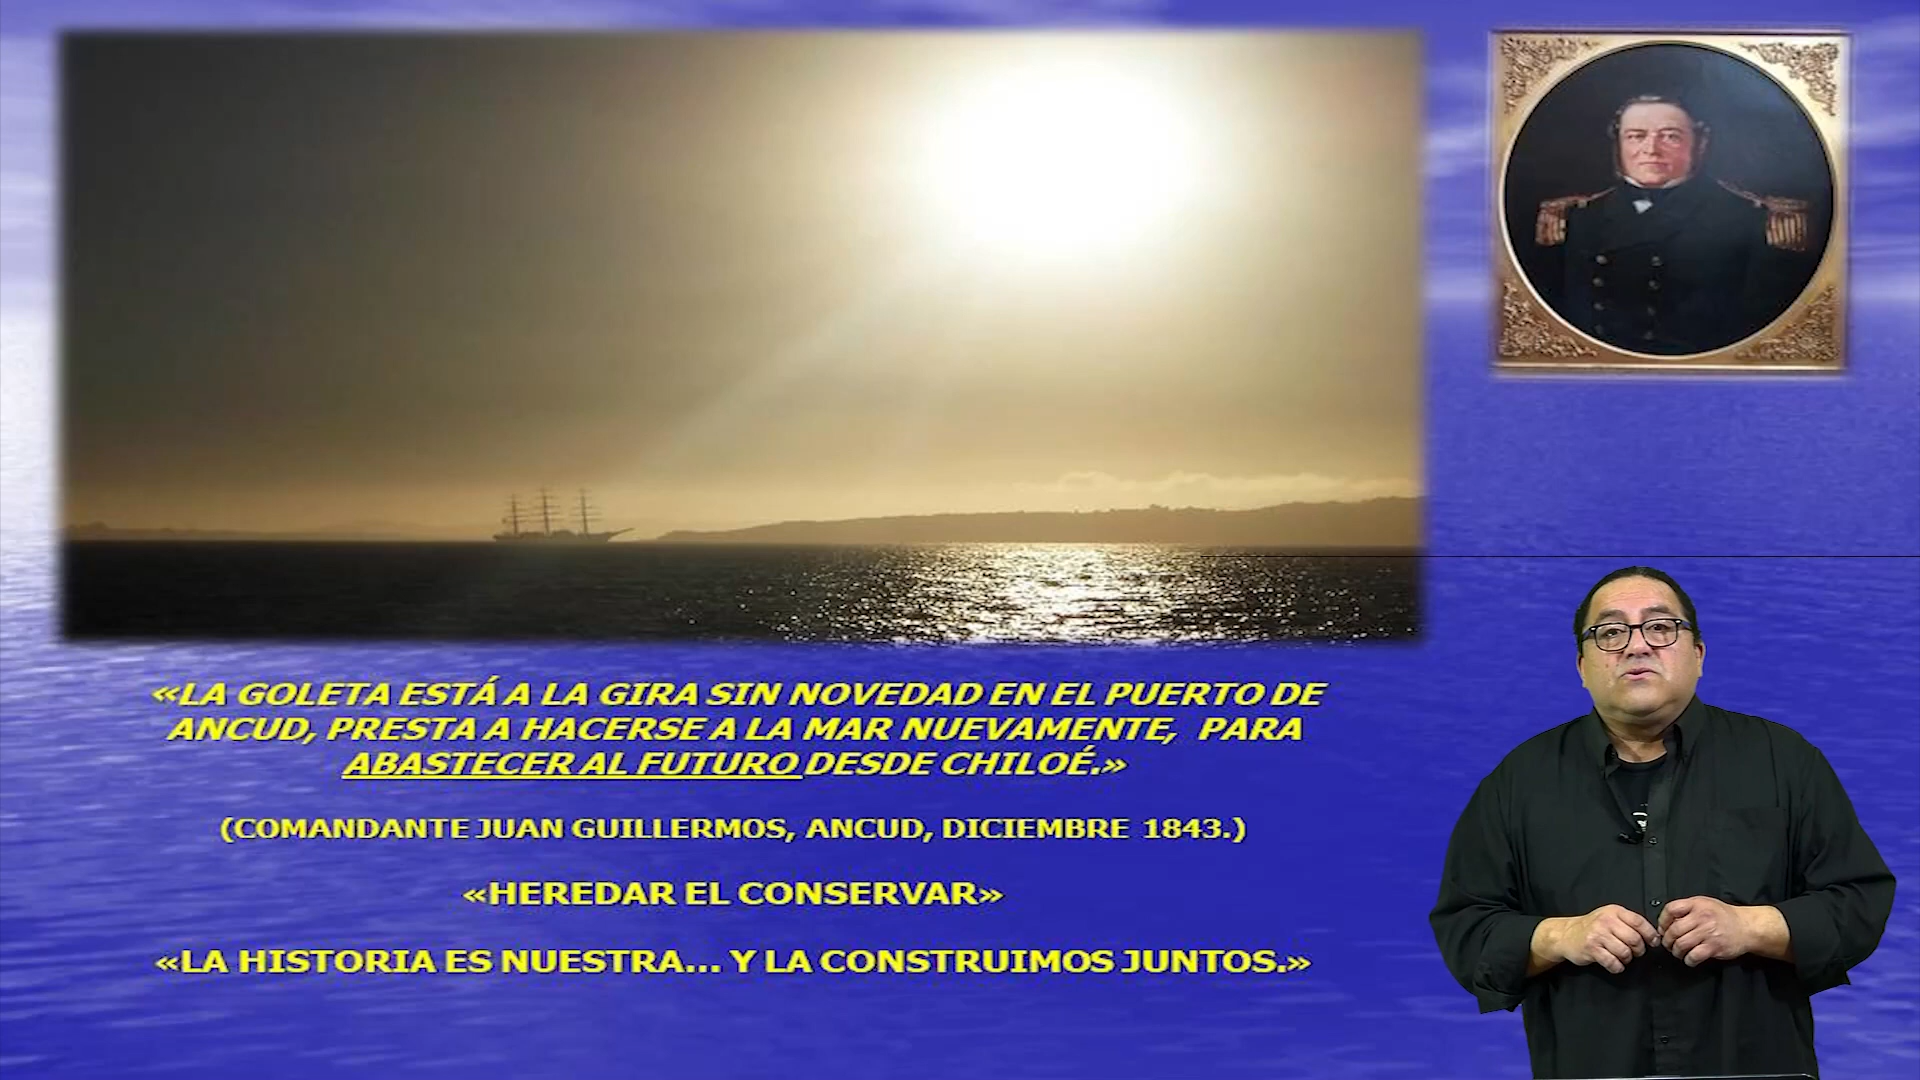 «LA GOLETA ESTÁ A LA GIRA SIN NOVEDAD EN EL PUERTO DE
ANCUD, PRESTA A HACERSE A LA MAR NUEVAMENTE, PARA
ABASTECER AL FUTURO DESDE CHILOÉ.»
(COMANDANTE JUAN GUILLERMOS, ANCUD, DICIEMBRE 1843.)
«HEREDAR EL CONSERVAR»
«LA HISTORIA ES NUESTRA... Y LA CONSTRUIMOS JUNTOS.»